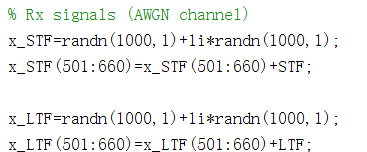 % Rx signals (AWGN channel)
x_STF=randn(1000,1)+1i*randn(1000,1);
x_STF(501:660)=x_STF(501:660)+STF;
x_LTF=randn(1000,1)+1i*randn(1000,1);
x_LTF(501:660)=x_LTF(501:660)+LTF;